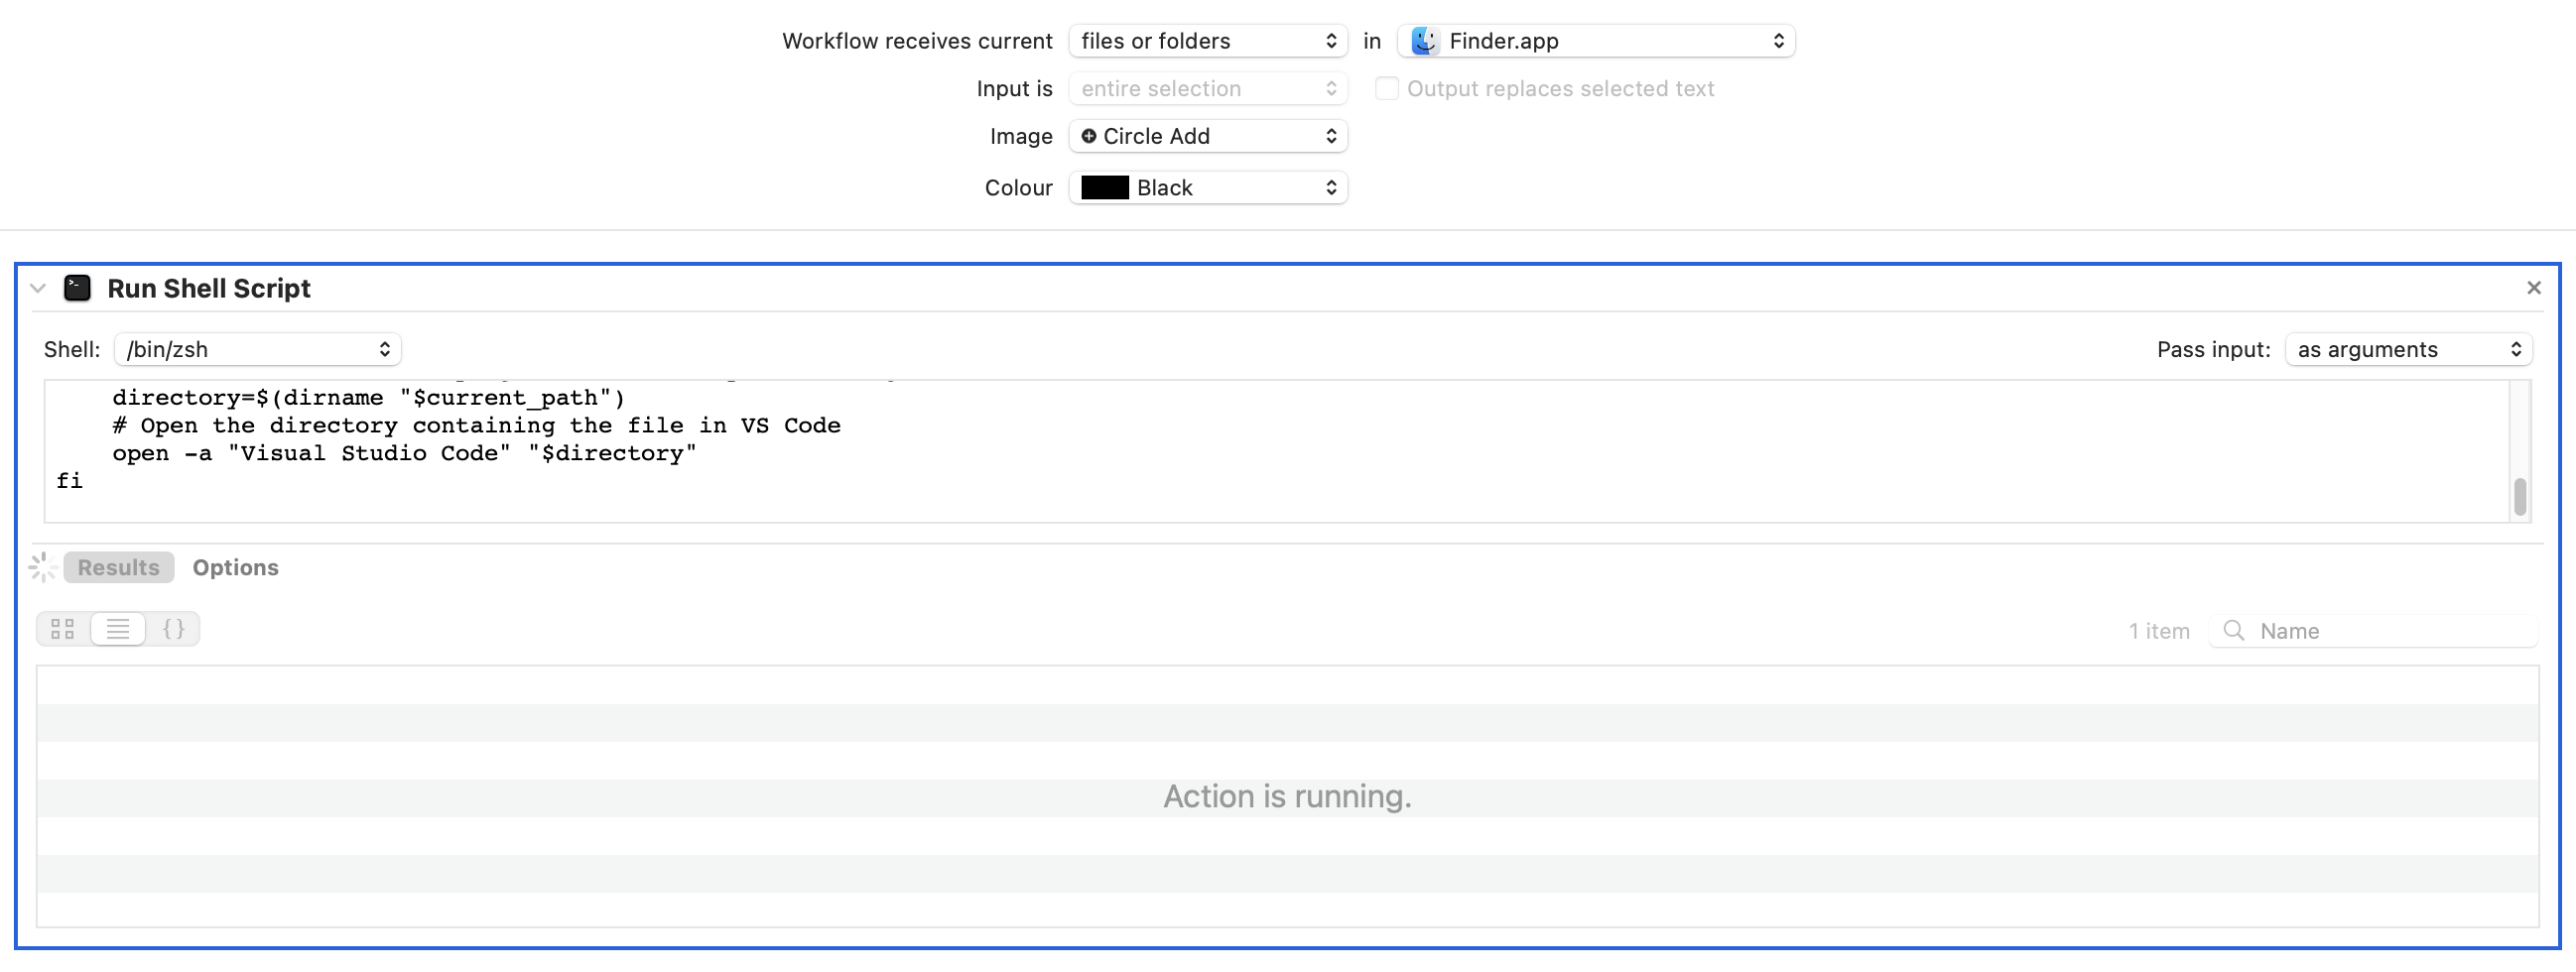 Workflow receives current files or folders in Finder.app
Input is entire selection Output replaces selected text
Image Circle Add
Colour Black
Run Shell Script
Shell: /bin/zsh Pass input: as arguments
directory=$(dirname "$current_path")
# Open the directory containing the file in VS Code
open -a "Visual Studio Code" "$directory"
fi
Results Options
{} 1 item Name
Action is running.